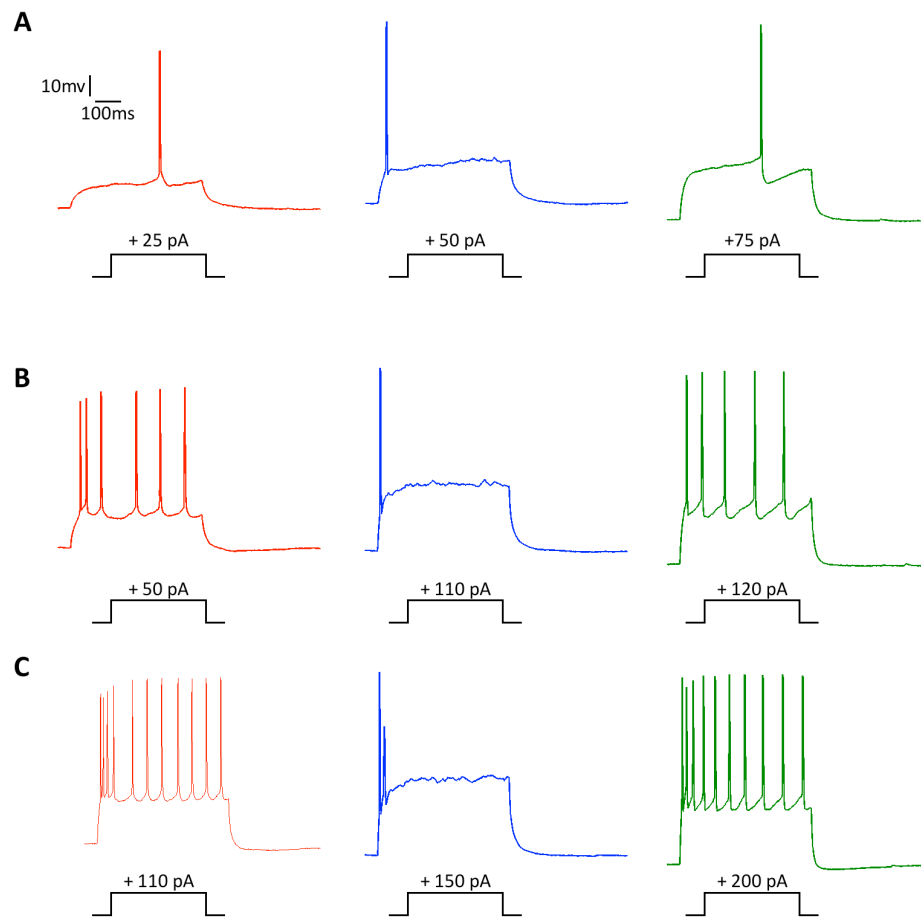 A
10mv
100ms
+ 25 pA
+ 50 pA
+75 pA
B
+ 50 pA
+ 110 pA
+ 120 pA
C
+ 110 pA
+ 150 pA
+ 200 pA